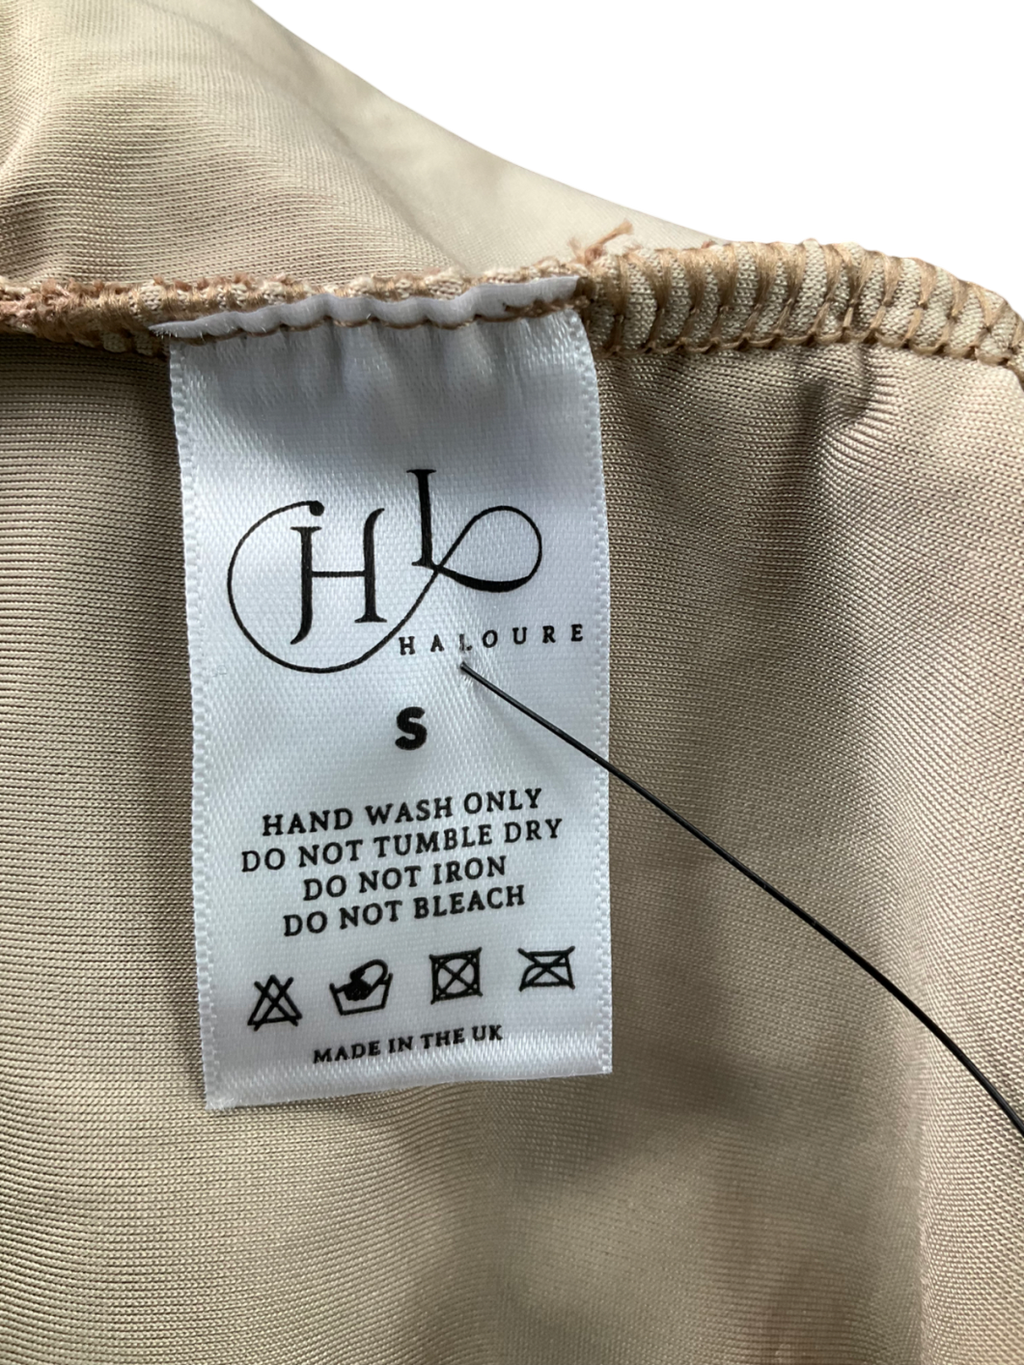 HL
HALOURE
S
HAND WASH ONLY
DO NOT TUMBLE DRY
DO NOT IRON
DO NOT BLEACH
MADE IN THE UK